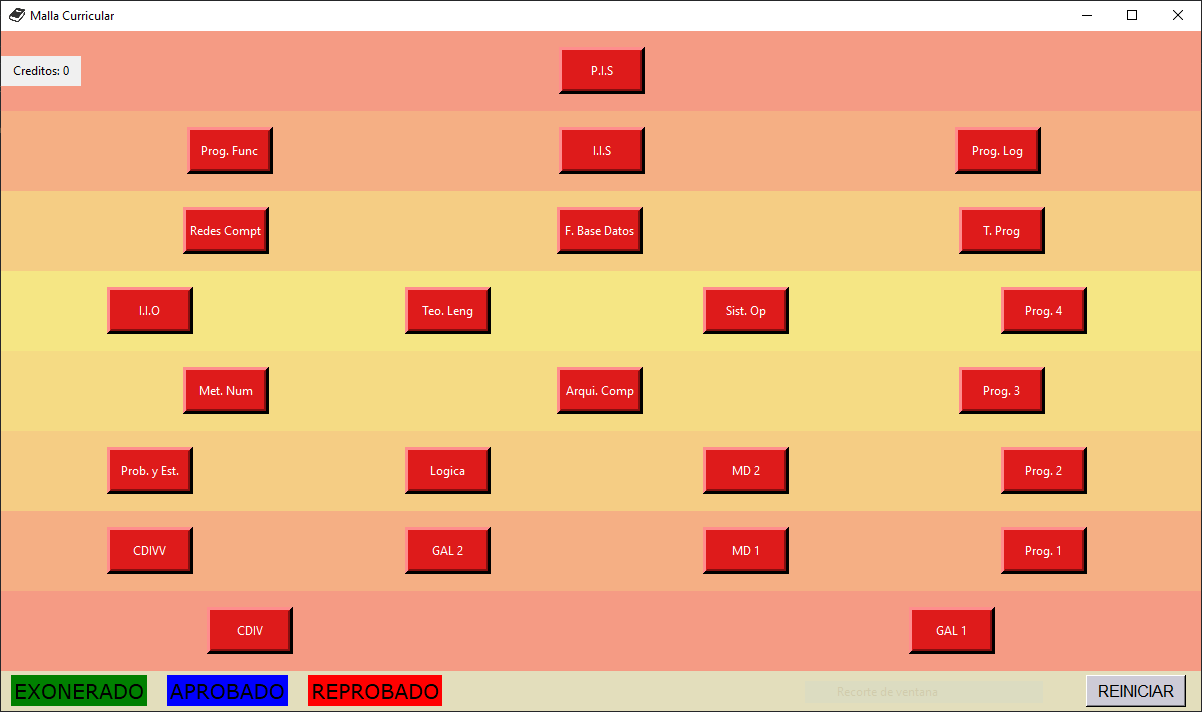 Malla Curricular
Creditos: 0
P.I.S
Prog. Func
I.I.S
Prog. Log
Redes Compt
F. Base Datos
T. Prog
I.I.O
Teo. Leng
Sist. Op
Prog. 4
Met. Num
Arqui. Comp
Prog. 3
Prob. y Est.
Logica
MD 2
Prog. 2
CDIVV
GAL 2
MD 1
Prog. 1
CDIV
GAL 1
EXONERADO
APROBADO
REPROBADO
Recorte de ventana
REINICIAR